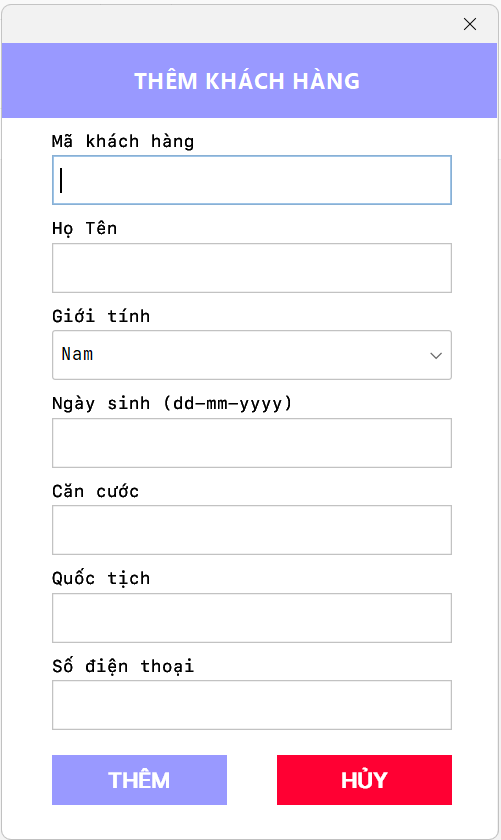 THÊM KHÁCH HÀNG
Mã khách hàng
Họ Tên
Giới tính
Nam
Ngày sinh (dd-mm-yyyy)
Căn cước
Quốc tịch
Số điện thoại
THÊM
HỦY